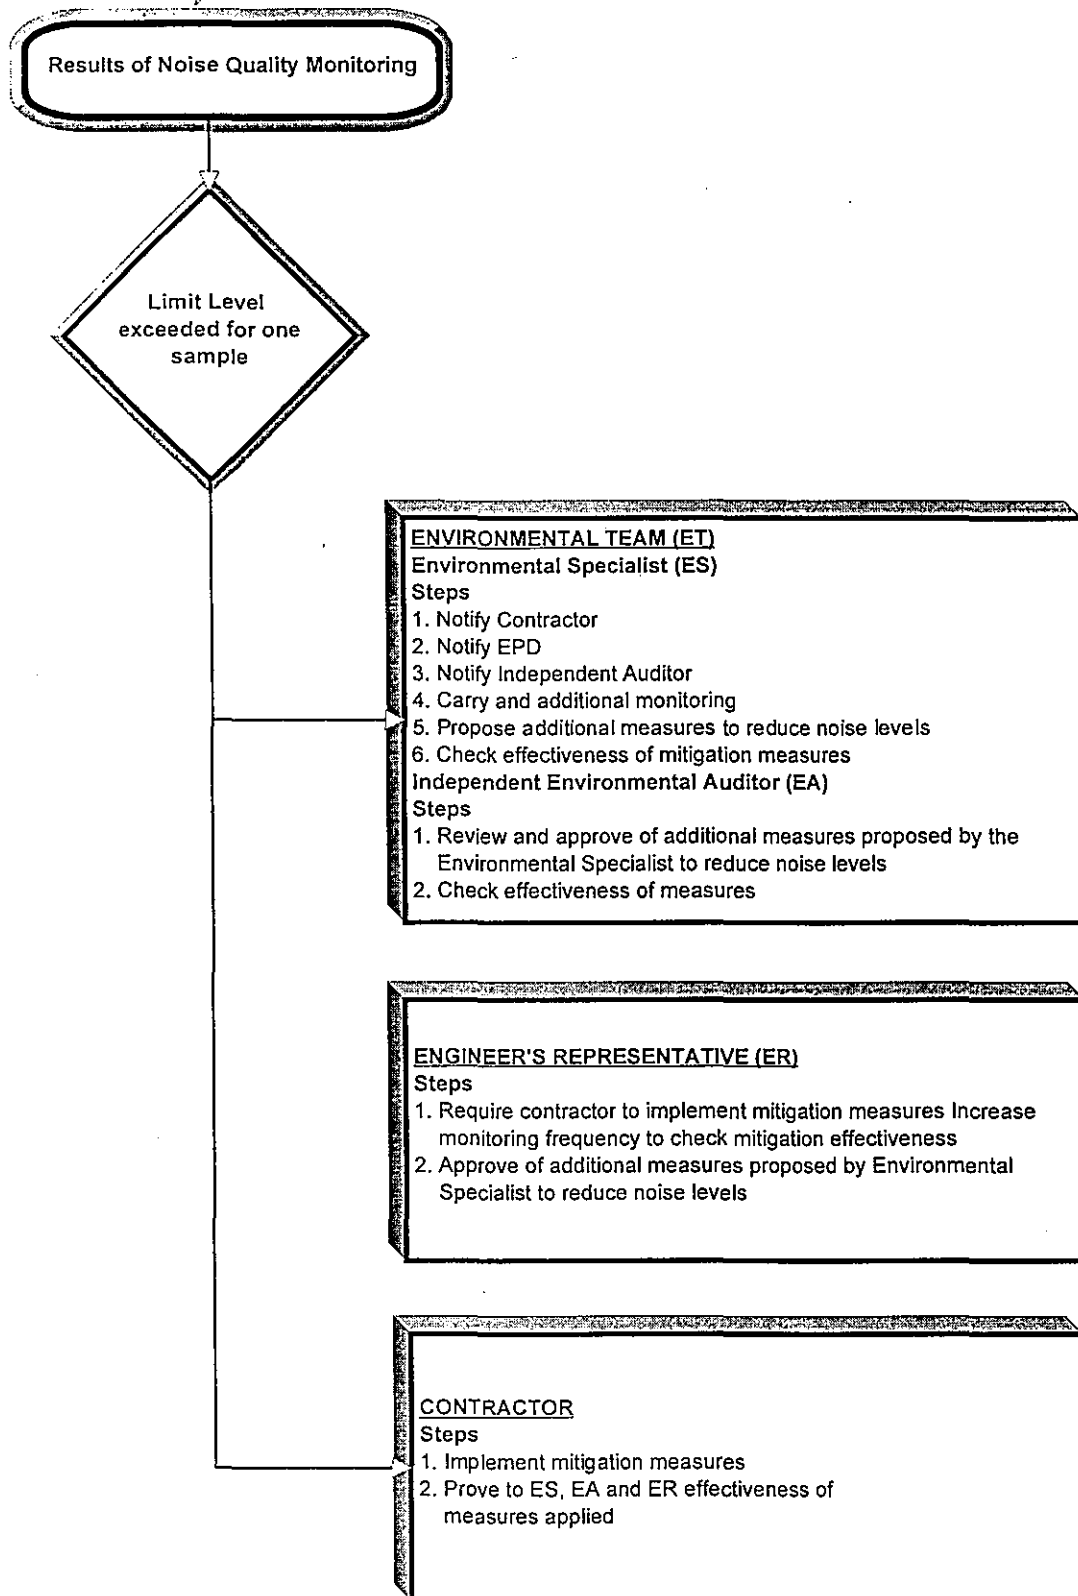 Results of Noise Quality Monitoring
Limit Level
exceeded for one
sample
ENVIRONMENTAL TEAM (ET)
Environmental Specialist (ES)
Steps
1. Notify Contractor
2. Notify EPD
3. Notify Independent Auditor
4. Carry and additional monitoring
5. Propose additional measures to reduce noise levels
6. Check effectiveness of mitigation measures
Independent Environmental Auditor (EA)
Steps
1. Review and approve of additional measures proposed by the
Environmental Specialist to reduce noise levels
2. Check effectiveness of measures
ENGINEER'S REPRESENTATIVE (ER)
Steps
1. Require contractor to implement mitigation measures Increase
monitoring frequency to check mitigation effectiveness
2. Approve of additional measures proposed by Environmental
Specialist to reduce noise levels
CONTRACTOR
Steps
1. Implement mitigation measures
2. Prove to ES, EA and ER effectiveness of
measures applied